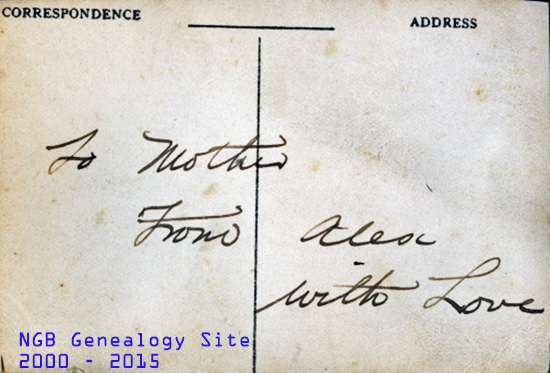 CORRESPONDENCE
ADDRESS
To Mother
From Alex
with Love
NGB Genealogy Site
2000 - 2015